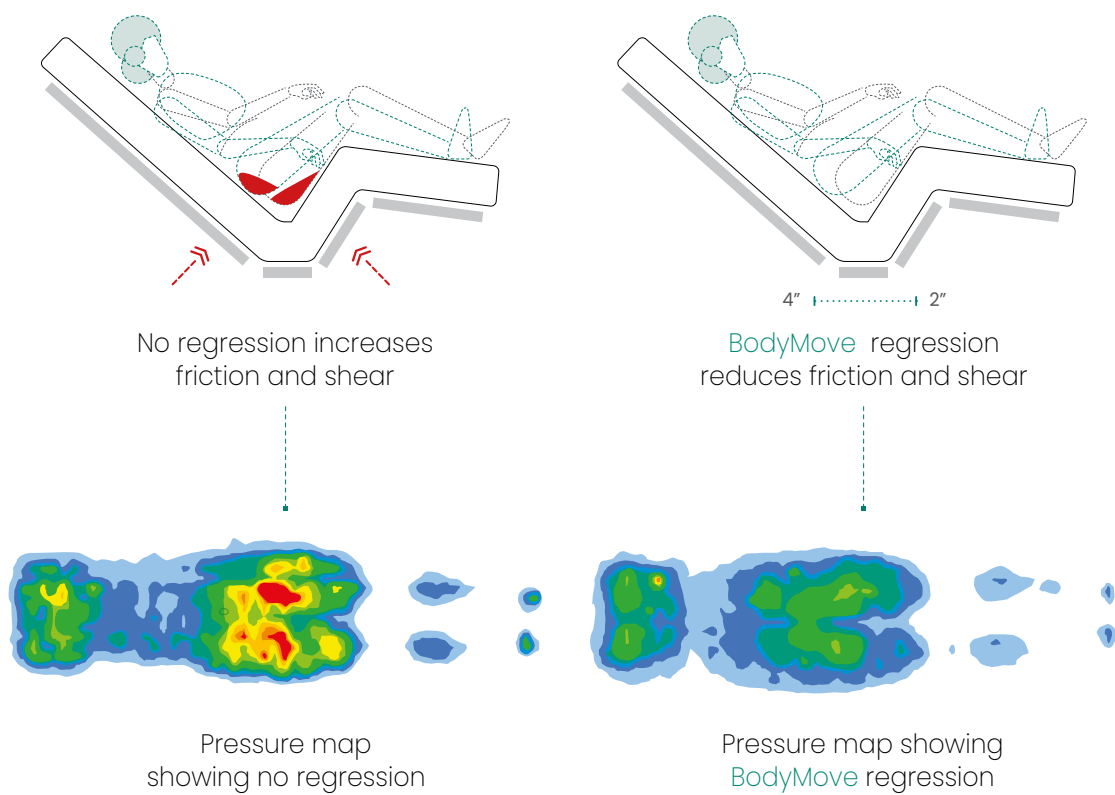 4” 2”
No regression increases
friction and shear
BodyMove regression
reduces friction and shear
Pressure map
showing no regression
Pressure map showing
BodyMove regression